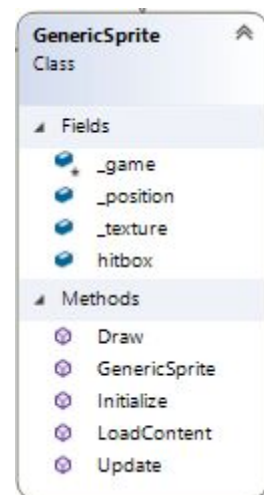 GenericSprite
Class
Fields
_game
_position
_texture
hitbox
Methods
Draw
GenericSprite
Initialize
LoadContent
Update